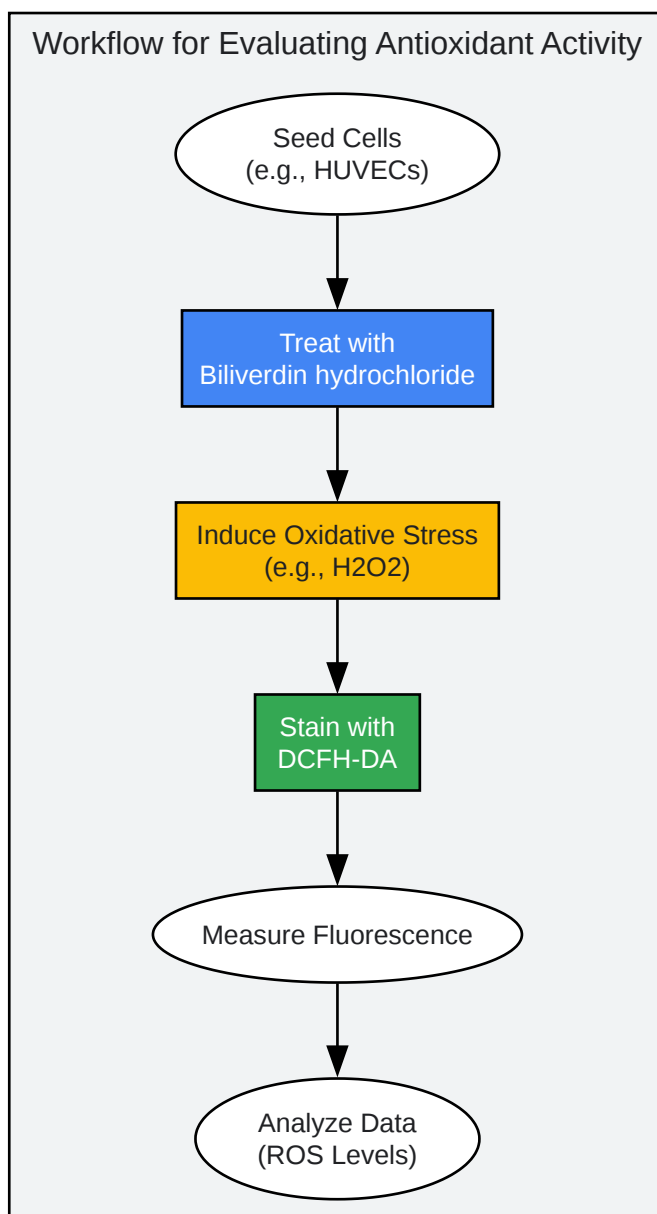 Workflow for Evaluating Antioxidant Activity
Seed Cells
(e.g., HUVECs)
Treat with
Biliverdin hydrochloride
Induce Oxidative Stress
(e.g., H2O2)
Stain with
DCFH-DA
Measure Fluorescence
Analyze Data
(ROS Levels)